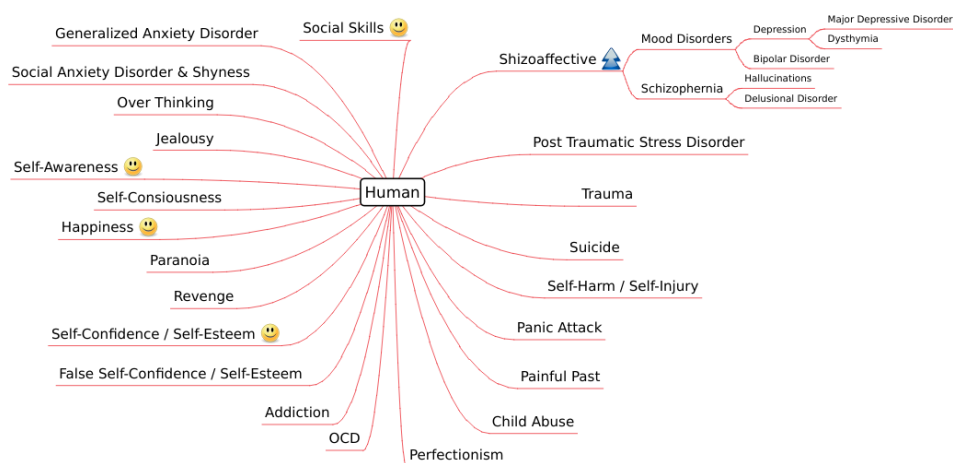 Social Skills
Generalized Anxiety Disorder
Social Anxiety Disorder & Shyness
Over Thinking
Jealousy
Self-Awareness
Self-Consiousness
Happiness
Paranoia
Revenge
Self-Confidence / Self-Esteem
False Self-Confidence / Self-Esteem
Addiction
OCD
Perfectionism
Human
Shizoaffective
Mood Disorders
Depression
Major Depressive Disorder
Dysthymia
Bipolar Disorder
Schizophernia
Hallucinations
Delusional Disorder
Post Traumatic Stress Disorder
Trauma
Suicide
Self-Harm / Self-Injury
Panic Attack
Painful Past
Child Abuse